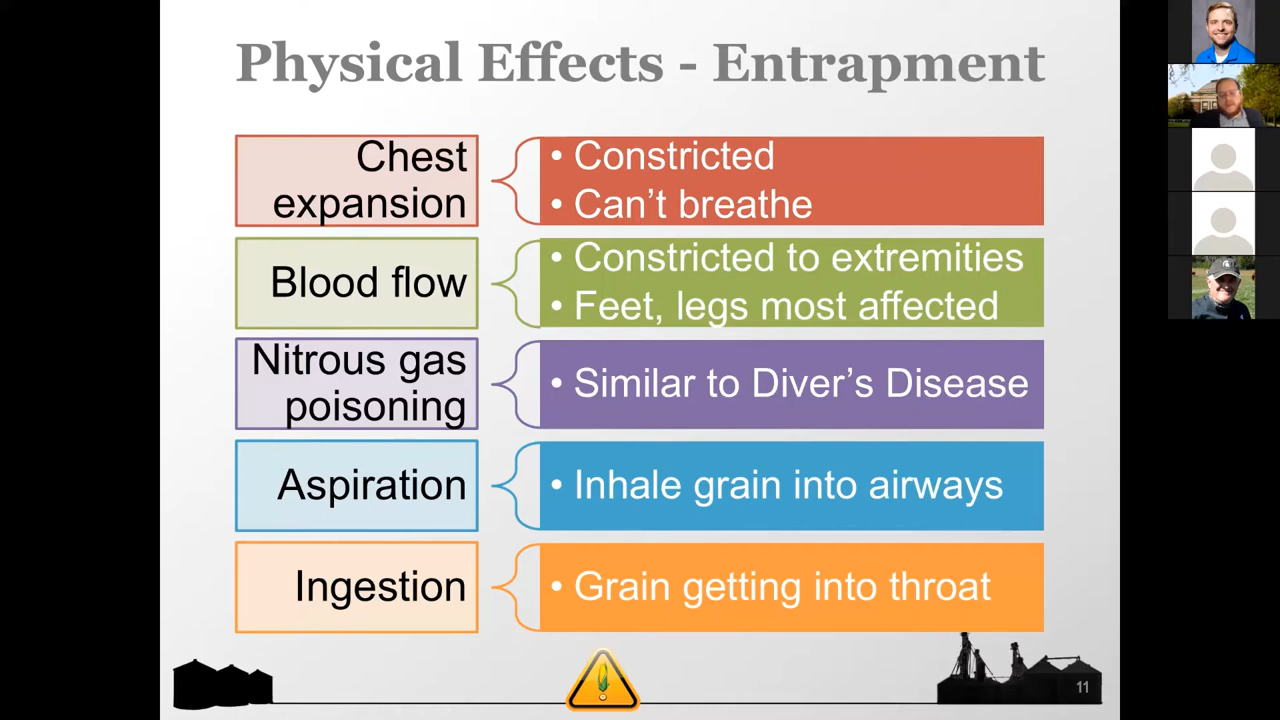 Physical Effects - Entrapment
Chest
expansion
• Constricted
• Can’t breathe
Blood flow
• Constricted to extremities
• Feet, legs most affected
Nitrous gas
poisoning
• Similar to Diver’s Disease
Aspiration
• Inhale grain into airways
Ingestion
• Grain getting into throat
11